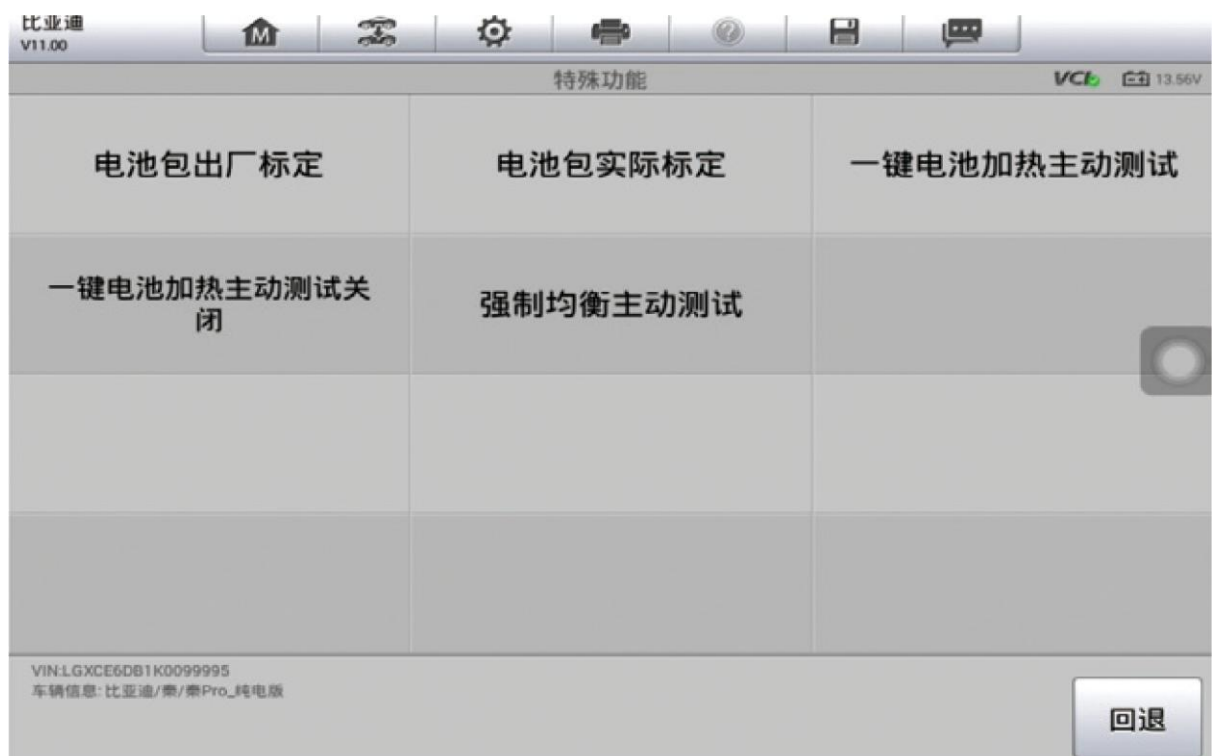 比亚迪
V11.00
M
特殊功能
VCI
13.56V
电池包出厂标定
电池包实际标定
一键电池加热主动测试
一键电池加热主动测试关
闭
强制均衡主动测试
VIN:LGXCE6DB1K0099995
车辆信息: 比亚迪/秦/秦Pro_纯电版
回退